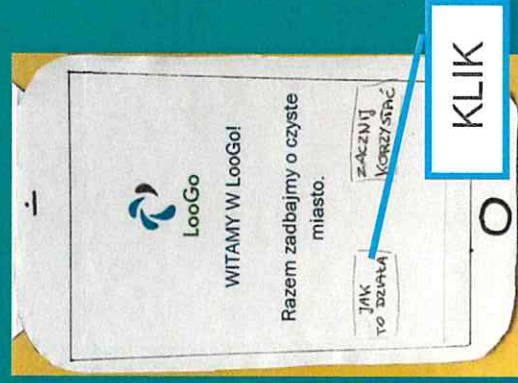 LooGo
WITAMY W LooGo!
Razem zadbajmy o czyste
miasto.
JAK
TO DZIAŁA
ZACZNIJ
KORZYSTAĆ
KLIK